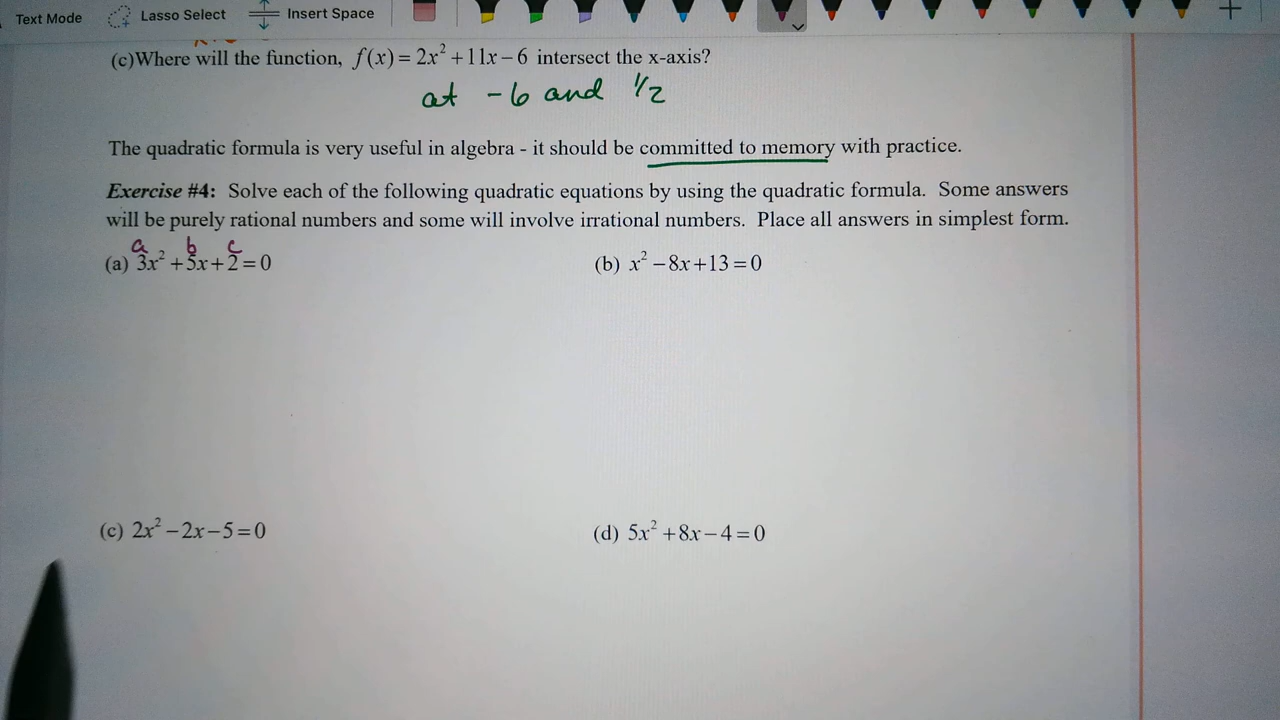 Text Mode Lasso Select Insert Space
(c)Where will the function, f(x)=2x²+11x−6 intersect the x-axis?
at -6 and 1/2
The quadratic formula is very useful in algebra - it should be committed to memory with practice.
Exercise #4: Solve each of the following quadratic equations by using the quadratic formula. Some answers
will be purely rational numbers and some will involve irrational numbers. Place all answers in simplest form.
a b c
(a) 3x²+5x+2=0 (b) x²−8x+13=0
(c) 2x²−2x−5=0 (d) 5x²+8x−4=0